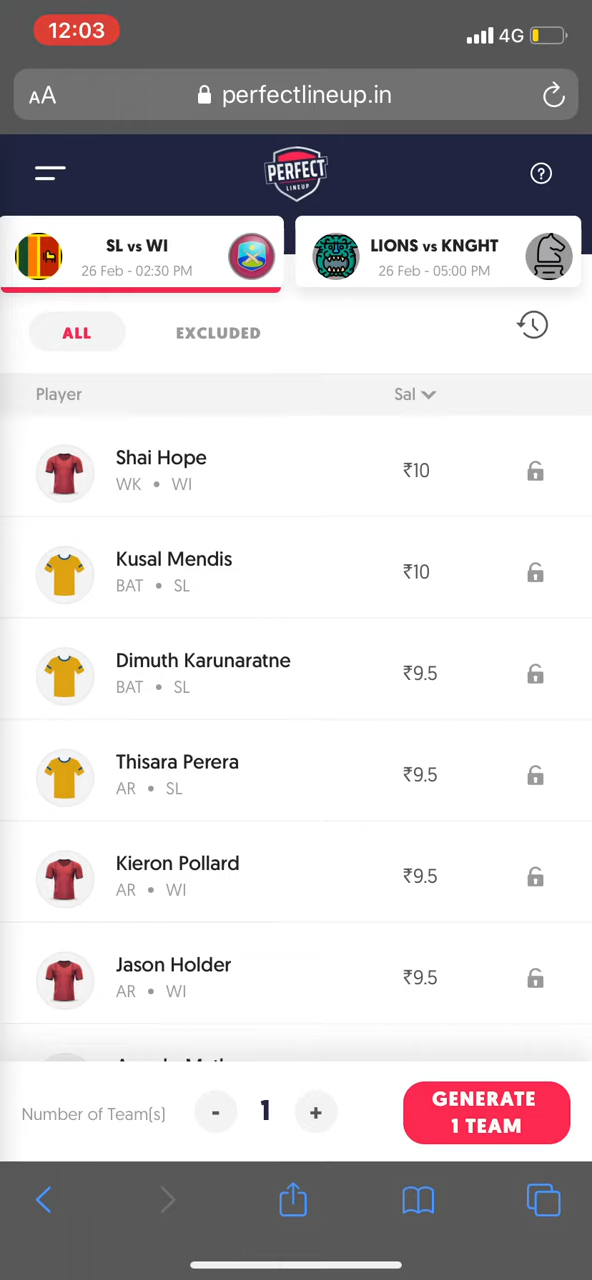 12:03
4G
AA
perfectlineup.in
PERFECT
LINEUP
?
SL vs WI
26 Feb - 02:30 PM
LIONS vs KNGHT
26 Feb - 05:00 PM
ALL
EXCLUDED
Player
Sal
Shai Hope
WK • WI
₹10
Kusal Mendis
BAT • SL
₹10
Dimuth Karunaratne
BAT • SL
₹9.5
Thisara Perera
AR • SL
₹9.5
Kieron Pollard
AR • WI
₹9.5
Jason Holder
AR • WI
₹9.5
Number of Team(s)
- 1 +
GENERATE
1 TEAM